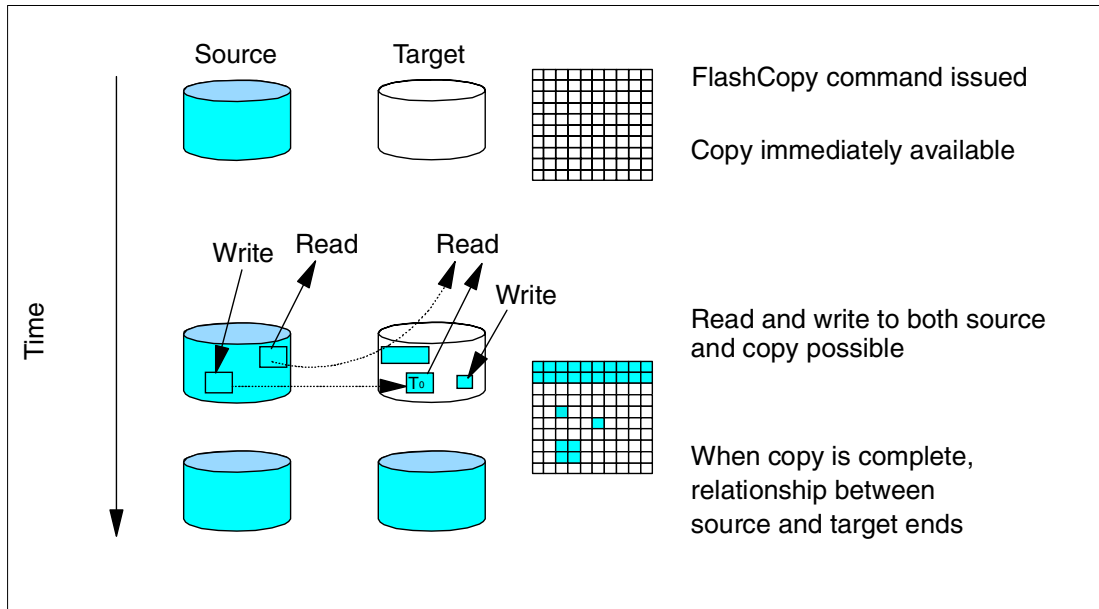 Source
Target
FlashCopy command issued
Copy immediately available
Time
Write
Read
Read
Write
Read and write to both source
and copy possible
T0
When copy is complete,
relationship between
source and target ends